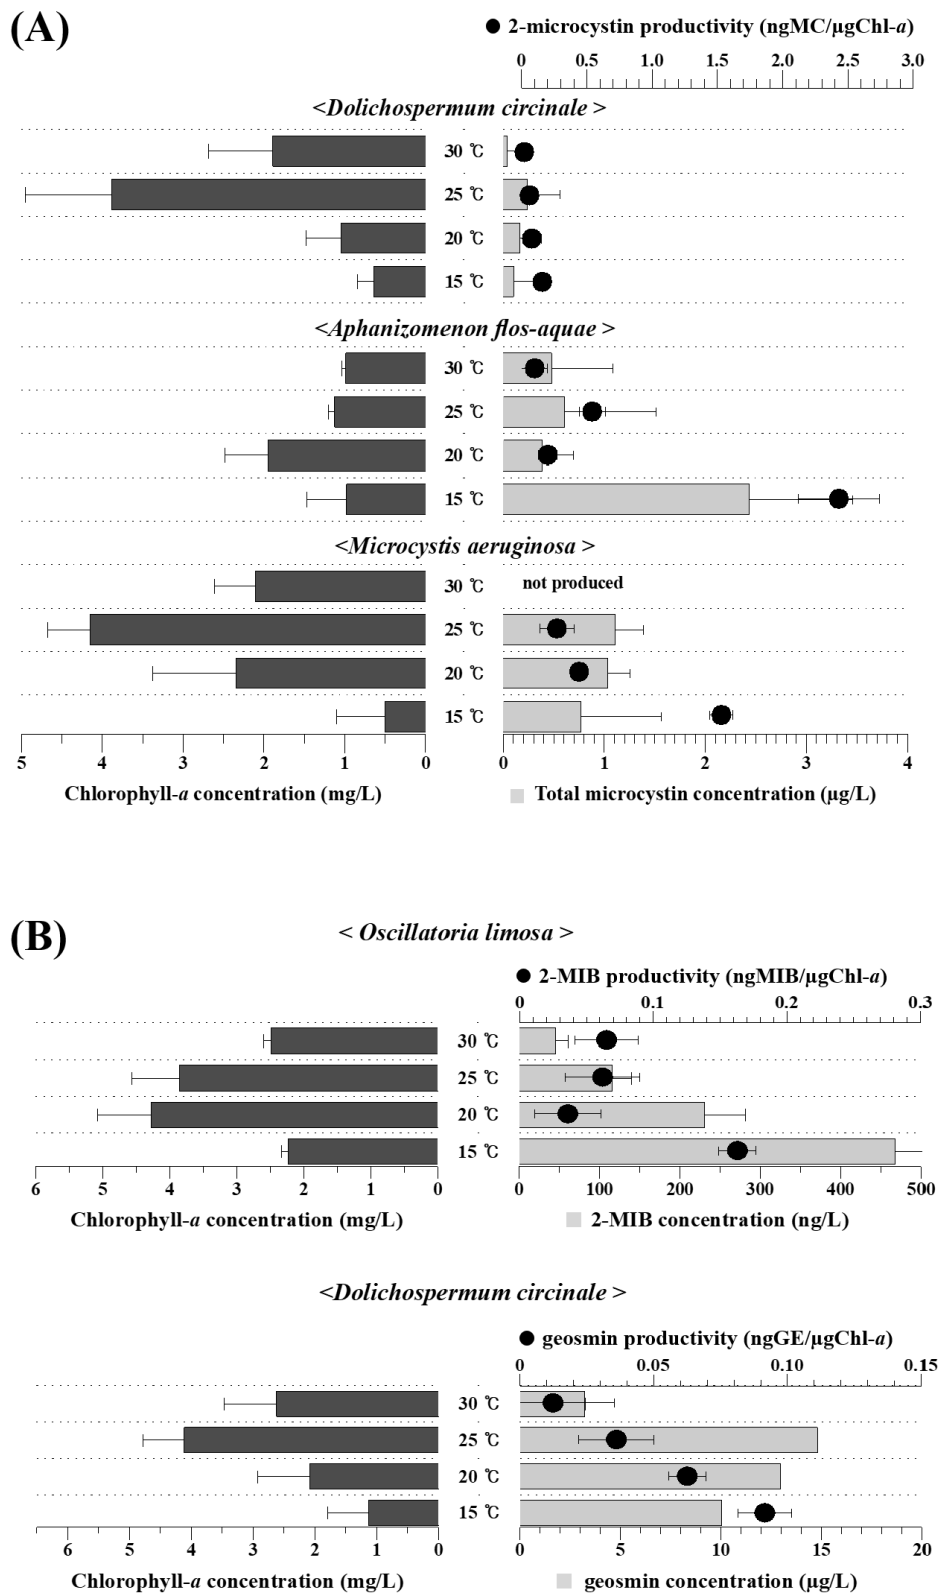 (A)
● 2-microcystin productivity (ngMC/µgChl-a)
0 0.5 1.0 1.5 2.0 2.5 3.0
<Dolichospermum circinale >
30 ℃
25 ℃
20 ℃
15 ℃
<Aphanizomenon flos-aquae >
30 ℃
25 ℃
20 ℃
15 ℃
<Microcystis aeruginosa >
30 ℃ not produced
25 ℃
20 ℃
15 ℃
5 4 3 2 1 0 0 1 2 3 4
Chlorophyll-a concentration (mg/L) Total microcystin concentration (µg/L)
(B)
< Oscillatoria limosa >
● 2-MIB productivity (ngMIB/µgChl-a)
0 0.1 0.2 0.3
30 ℃
25 ℃
20 ℃
15 ℃
6 5 4 3 2 1 0 0 100 200 300 400 500
Chlorophyll-a concentration (mg/L) 2-MIB concentration (ng/L)
<Dolichospermum circinale >
● geosmin productivity (ngGE/µgChl-a)
0 0.05 0.10 0.15
30 ℃
25 ℃
20 ℃
15 ℃
6 5 4 3 2 1 0 0 5 10 15 20
Chlorophyll-a concentration (mg/L) geosmin concentration (µg/L)